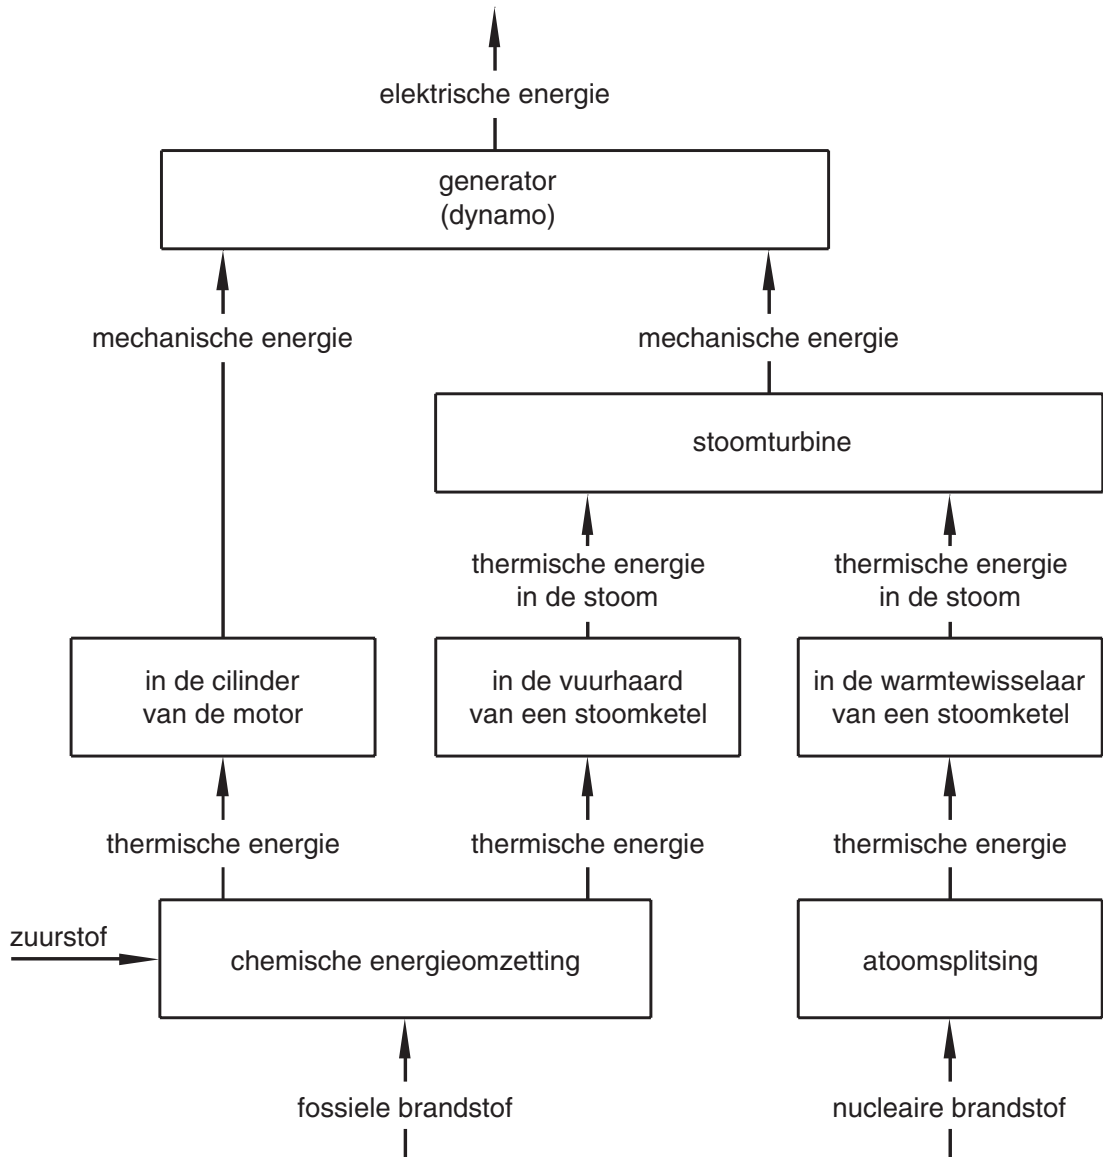 elektrische energie
generator
(dynamo)
mechanische energie
mechanische energie
stoomturbine
thermische energie
in de stoom
thermische energie
in de stoom
in de cilinder
van de motor
in de vuurhaard
van een stoomketel
in de warmtewisselaar
van een stoomketel
thermische energie
thermische energie
thermische energie
zuurstof
chemische energieomzetting
atoomsplitsing
fossiele brandstof
nucleaire brandstof